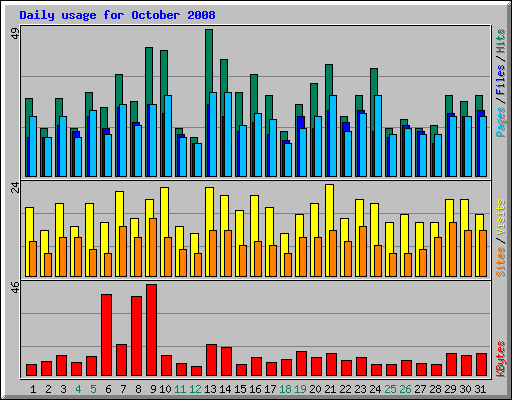 Daily usage for October 2008
49
Pages / Files / Hits
24
Sites / Visits
46
KBytes
1 2 3 4 5 6 7 8 9 10 11 12 13 14 15 16 17 18 19 20 21 22 23 24 25 26 27 28 29 30 31